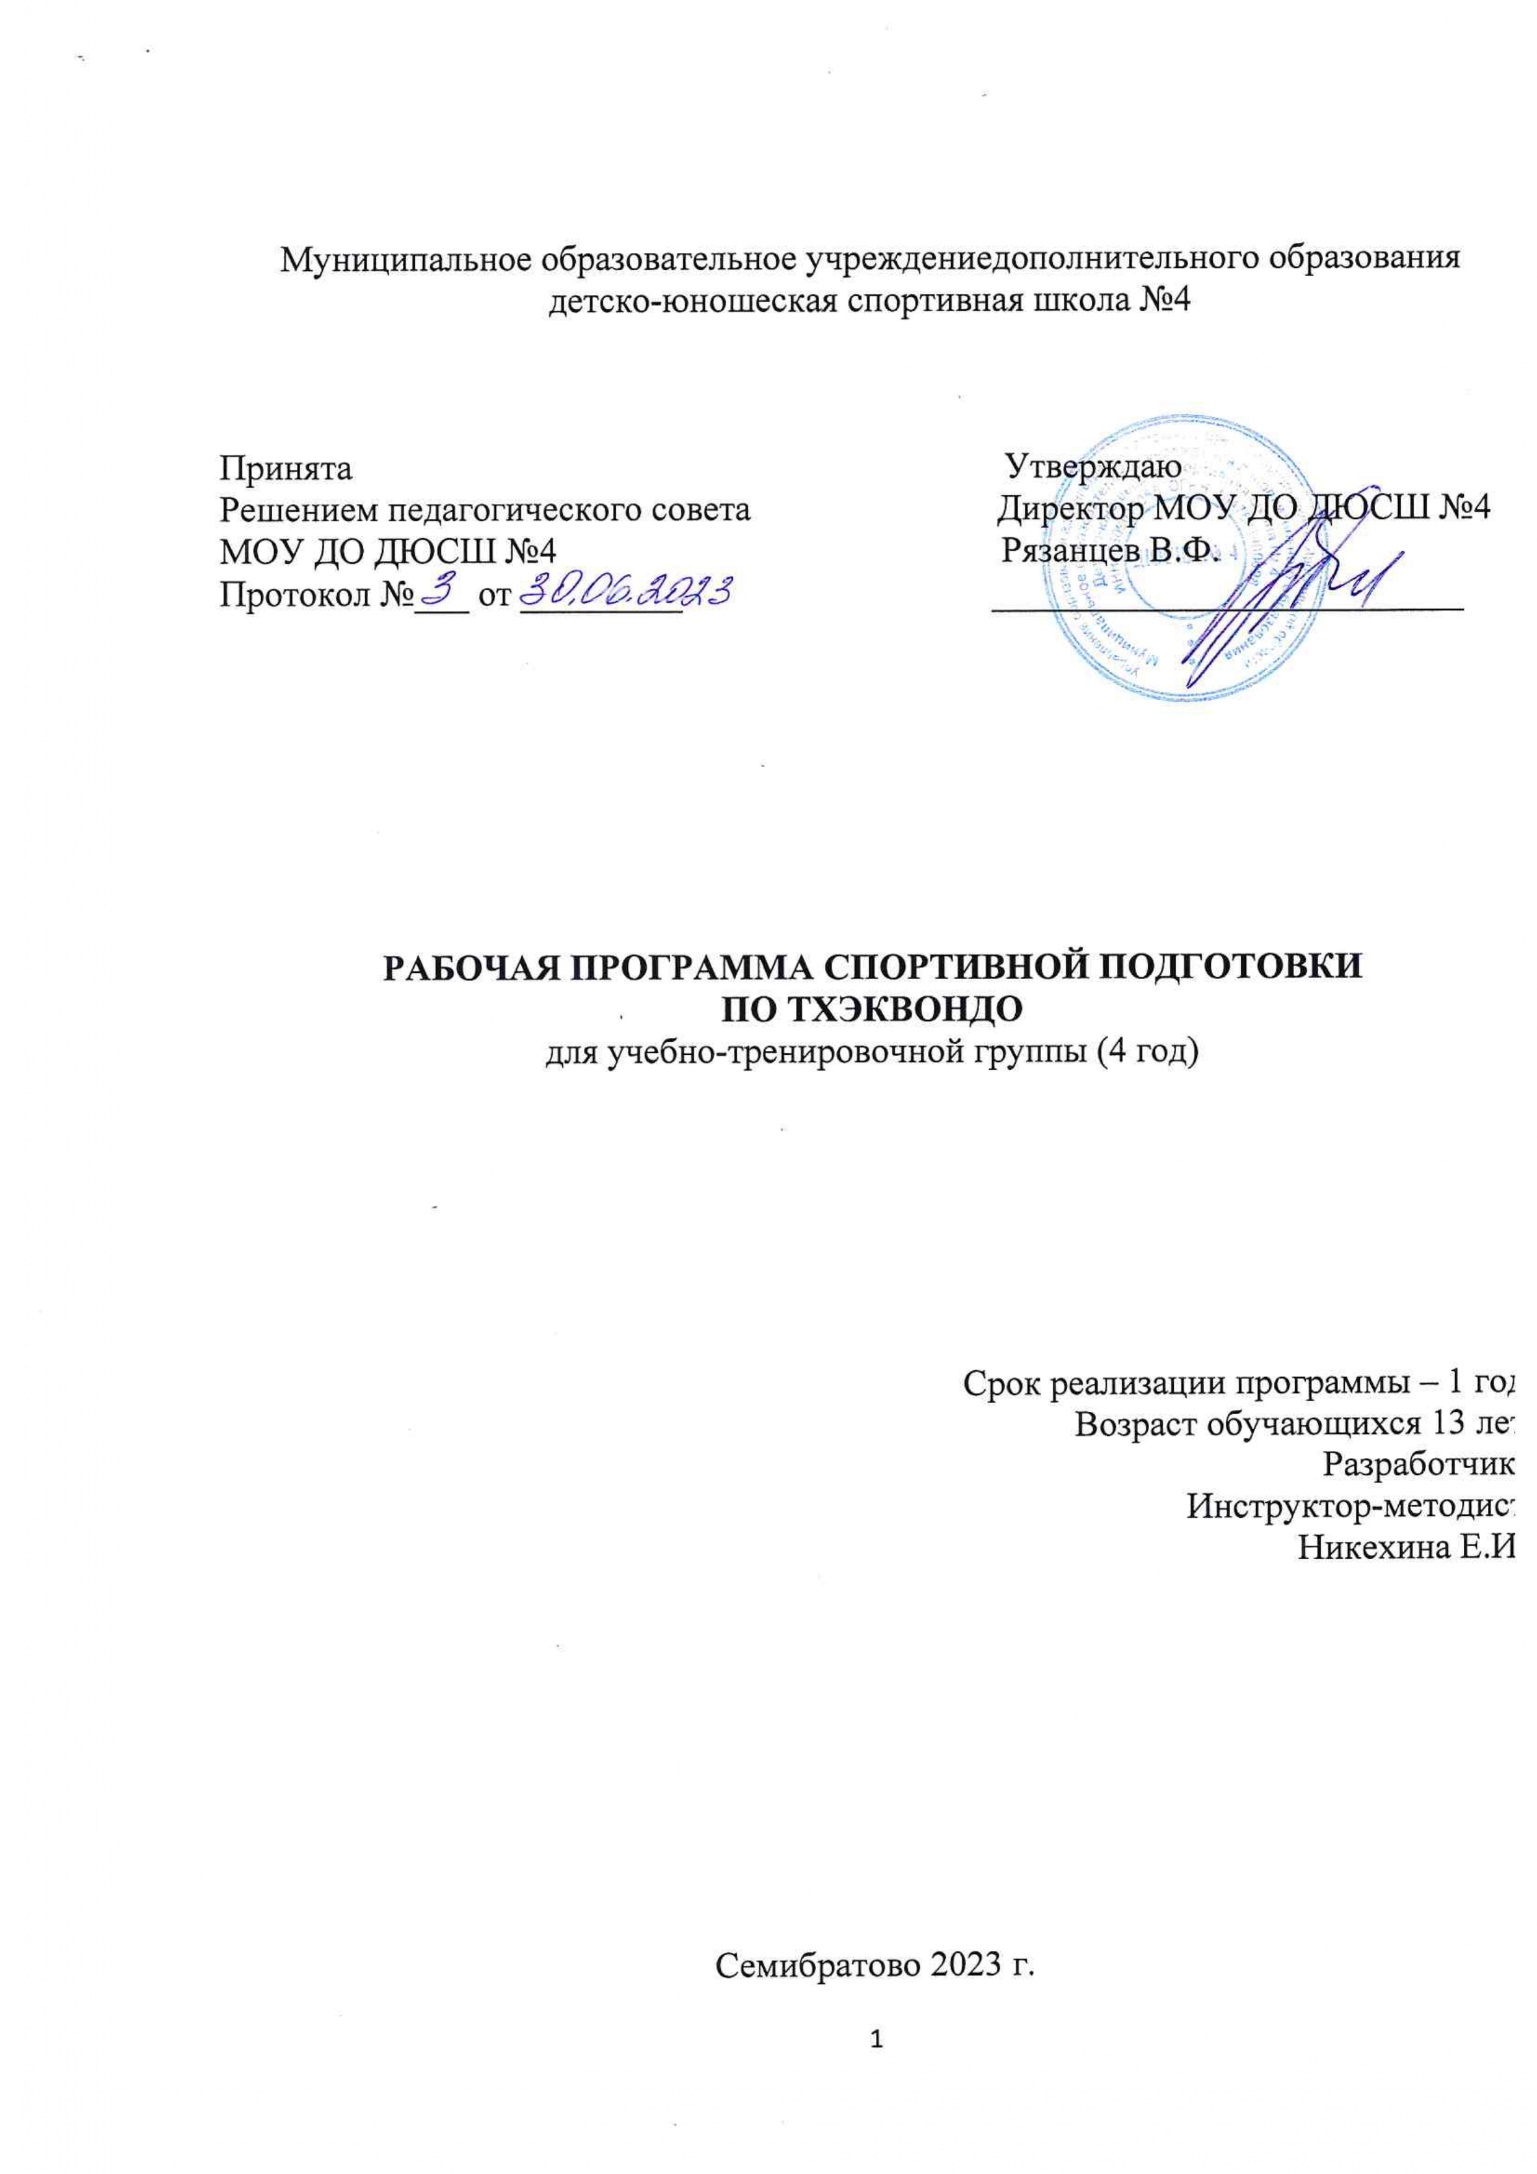 Муниципальное образовательное учреждениедополнительного образования
детско-юношеская спортивная школа №4
Принята
Решением педагогического совета
МОУ ДО ДЮСШ №4
Протокол № 3 от 30.06.2023
Утверждаю
Директор МОУ ДО ДЮСШ №4
Рязанцев В.Ф.
РАБОЧАЯ ПРОГРАММА СПОРТИВНОЙ ПОДГОТОВКИ
ПО ТХЭКВОНДО
для учебно-тренировочной группы (4 год)
Срок реализации программы – 1 год
Возраст обучающихся 13 лет
Разработчик
Инструктор-методист
Никехина Е.И
Семибратово 2023 г.
1